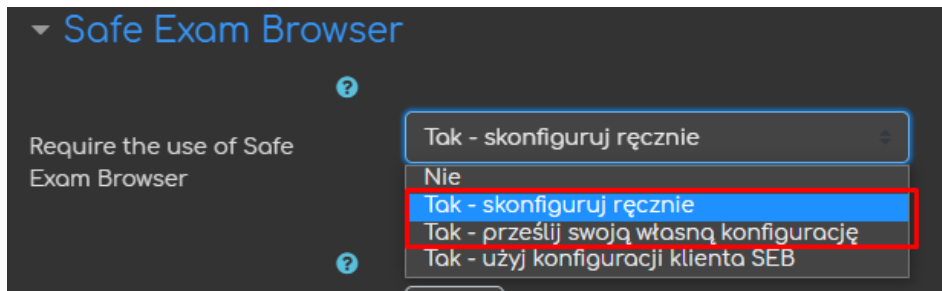 Safe Exam Browser
Require the use of Safe
Exam Browser
Tak - skonfiguruj ręcznie
Nie
Tak - skonfiguruj ręcznie
Tak - prześlij swoją własną konfigurację
Tak - użyj konfiguracji klienta SEB